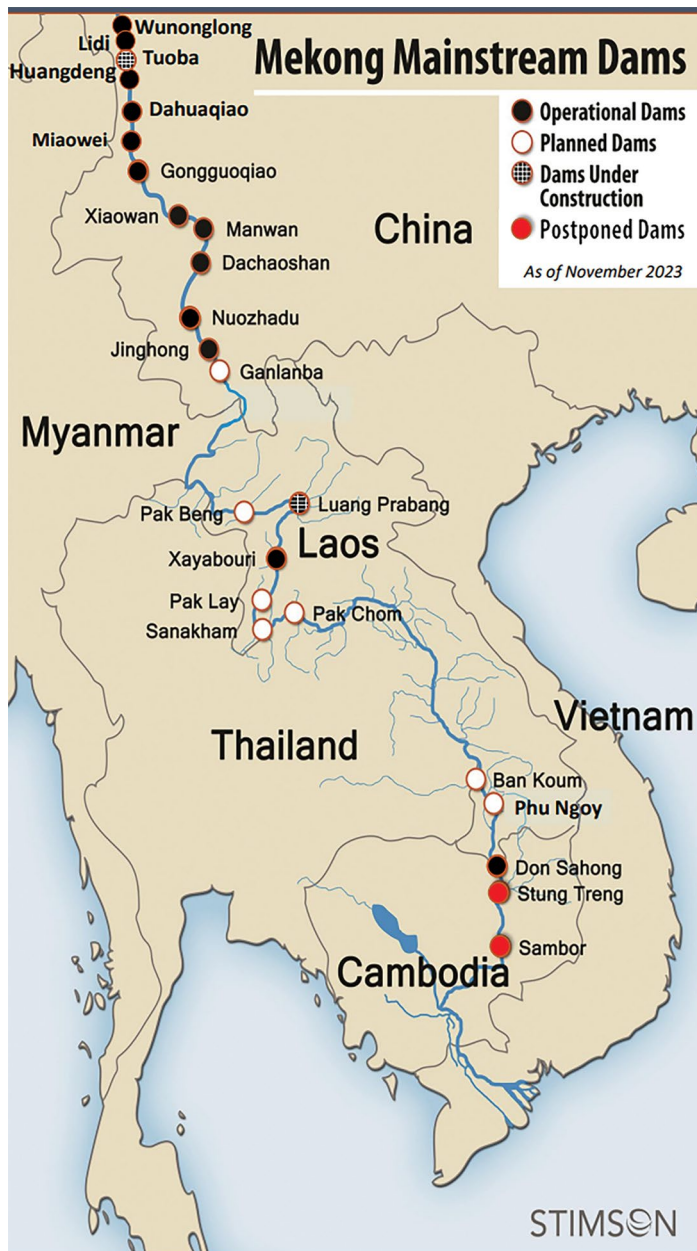 Wunonglong
Lidi
Tuoba
Huangdeng
Mekong Mainstream Dams
Operational Dams
Planned Dams
Dams Under
Construction
Postponed Dams
As of November 2023
Dahuaqiao
Miaowei
Gongguoqiao
Xiaowan
Manwan
China
Dachaoshan
Nuozhadu
Jinghong
Ganlanba
Myanmar
Pak Beng
Luang Prabang
Laos
Xayabouri
Pak Lay
Pak Chom
Sanakham
Vietnam
Thailand
Ban Koum
Phu Ngoy
Don Sahong
Stung Treng
Sambor
Cambodia
STIMSON